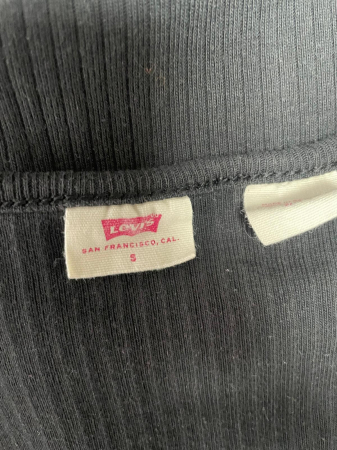 Levi's
SAN FRANCISCO, CAL.
S